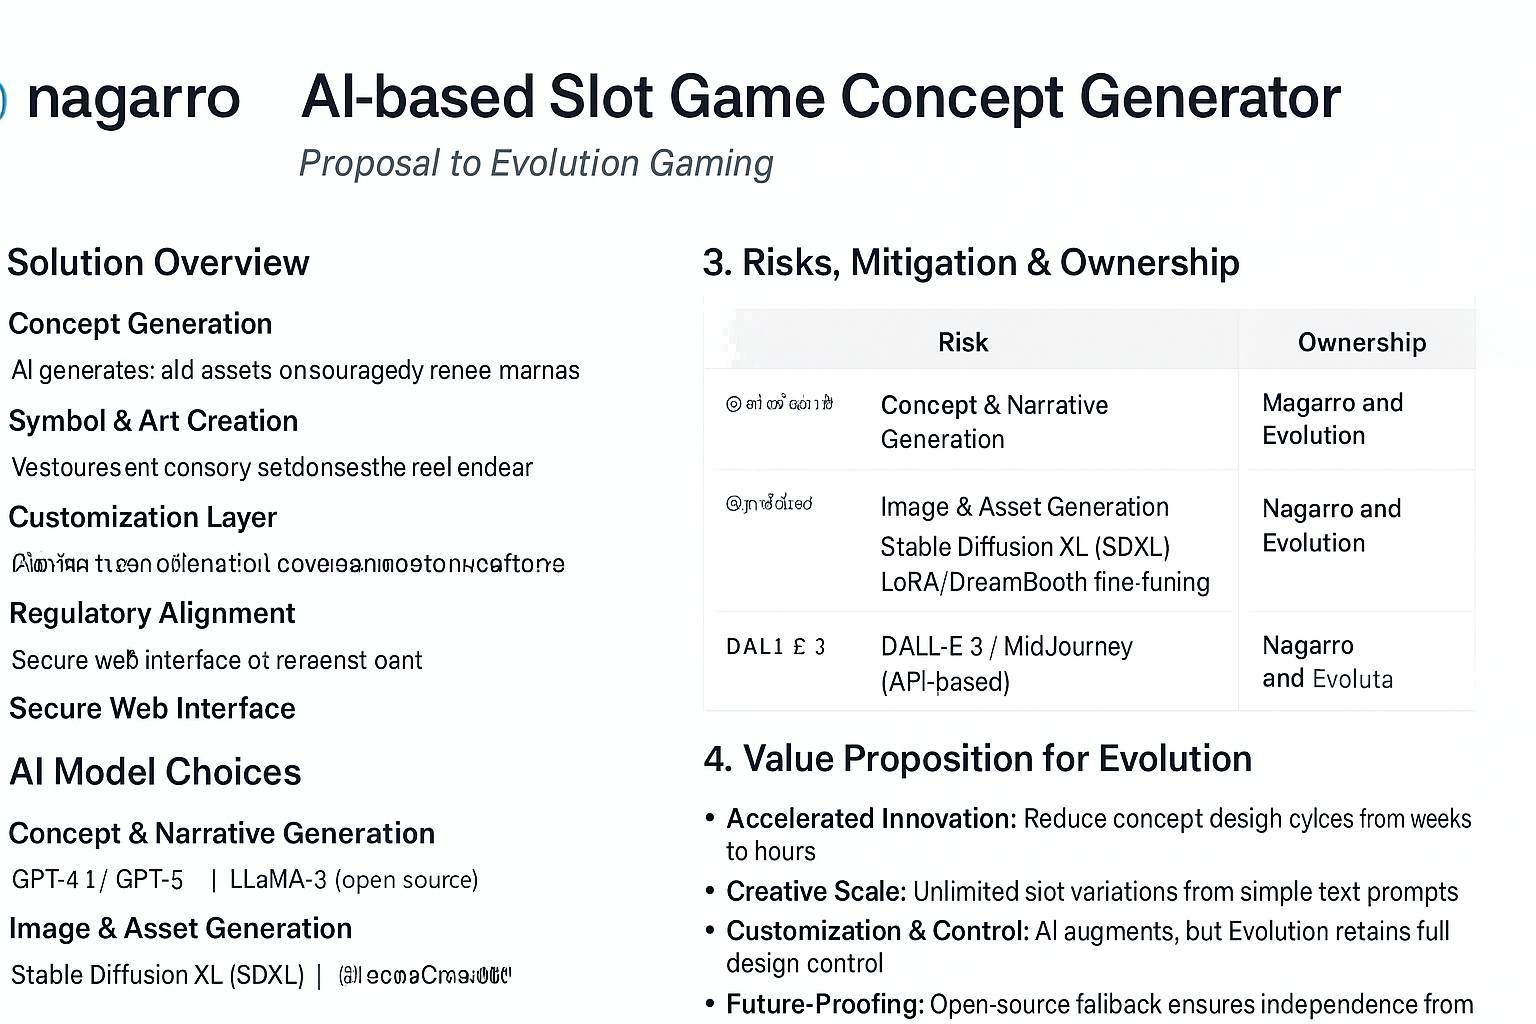 nagarro
AI-based Slot Game Concept Generator
Proposal to Evolution Gaming
Solution Overview
Concept Generation
AI generates: ald assets onsouragedy renee marnas
Symbol & Art Creation
Vestouresent consory setdonsesthe reel endear
Customization Layer
Regulatory Alignment
Secure web interface ot reraenst oant
Secure Web Interface
AI Model Choices
Concept & Narrative Generation
GPT-4 1 / GPT-5 | LLaMA-3 (open source)
Image & Asset Generation
Stable Diffusion XL (SDXL) |
3. Risks, Mitigation & Ownership
Risk
Ownership
Concept & Narrative
Generation
Magarro and
Evolution
Image & Asset Generation
Stable Diffusion XL (SDXL)
LoRA/DreamBooth fine-funing
Nagarro and
Evolution
DAL1 £ 3
DALL-E 3 / MidJourney
(API-based)
Nagarro
and Evoluta
4. Value Proposition for Evolution
• Accelerated Innovation: Reduce concept desigh cylces from weeks
to hours
• Creative Scale: Unlimited siot variations from simple text prompts
• Customization & Control: AI augments, but Evolution retains full
design control
• Future-Proofing: Open-source faliback ensures independence from